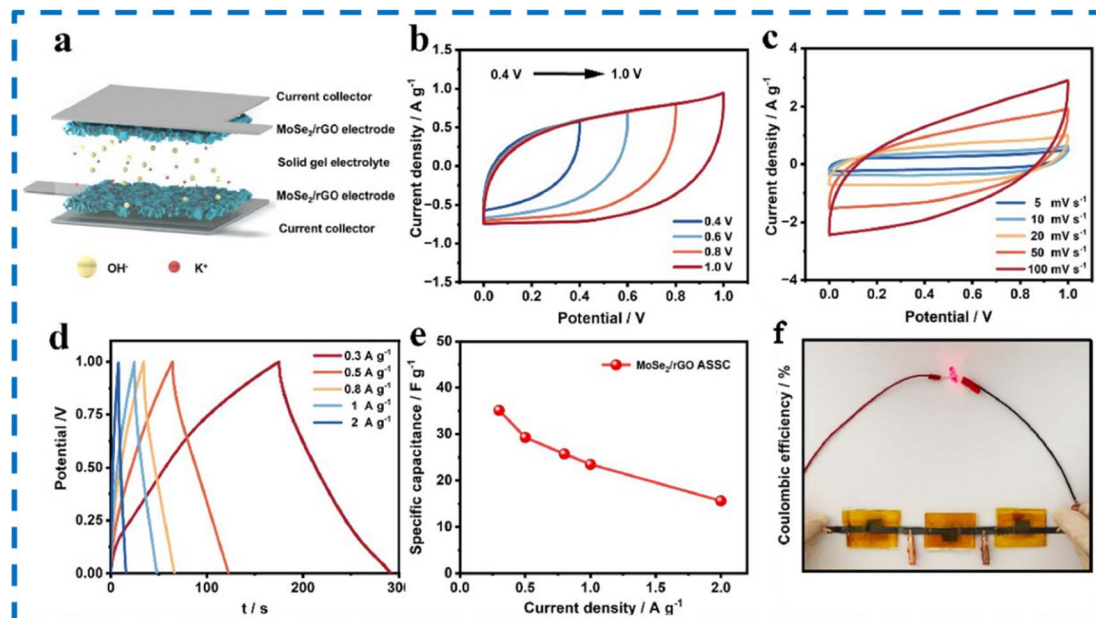 a
Current collector
MoSe₂/rGO electrode
Solid gel electrolyte
MoSe₂/rGO electrode
Current collector
OH⁻
K⁺
b
0.4 V
1.0 V
Current density / A g⁻¹
1.5
1.0
0.5
0.0
−0.5
−1.0
−1.5
0.4 V
0.6 V
0.8 V
1.0 V
0.0 0.2 0.4 0.6 0.8 1.0
Potential / V
c
Current density / A g⁻¹
4
2
0
−2
−4
5 mV s⁻¹
10 mV s⁻¹
20 mV s⁻¹
50 mV s⁻¹
100 mV s⁻¹
0.0 0.2 0.4 0.6 0.8 1.0
Potential / V
d
Potential /V
1.00
0.75
0.50
0.25
0.00
0.3 A g⁻¹
0.5 A g⁻¹
0.8 A g⁻¹
1 A g⁻¹
2 A g⁻¹
0 100 200 300
t / s
e
Specific capacitance / F g⁻¹
50
40
30
20
10
0
MoSe₂/rGO ASSC
0.0 0.5 1.0 1.5 2.0
Current density / A g⁻¹
f
Coulombic efficiency / %